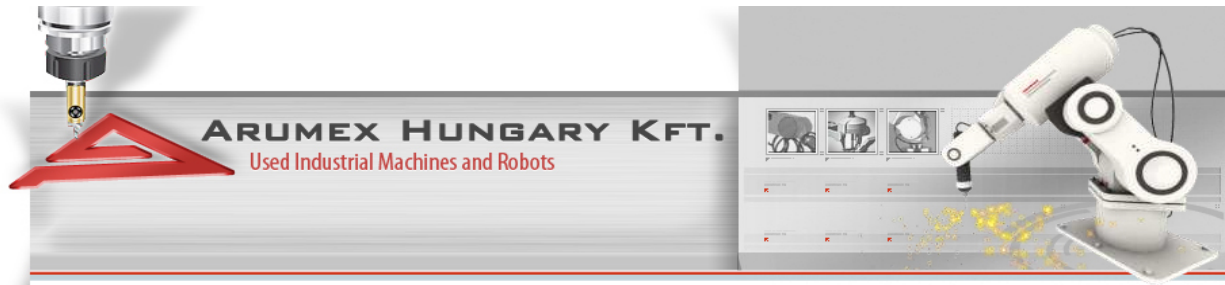 ARUMEX HUNGARY KFT.
Used Industrial Machines and Robots